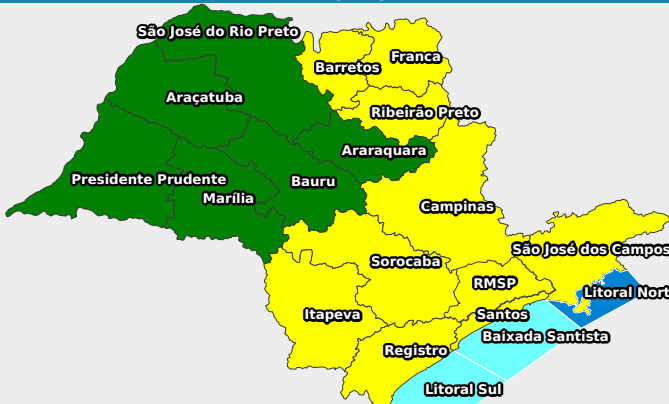 São José do Rio Preto
Franca
Barretos
Araçatuba
Ribeirão Preto
Araraquara
Presidente Prudente
Bauru
Marília
Campinas
São José dos Campos
Sorocaba
RMSP
Litoral Nort
Itapeva
Santos
Baixada Santista
Registro
Litoral Sul